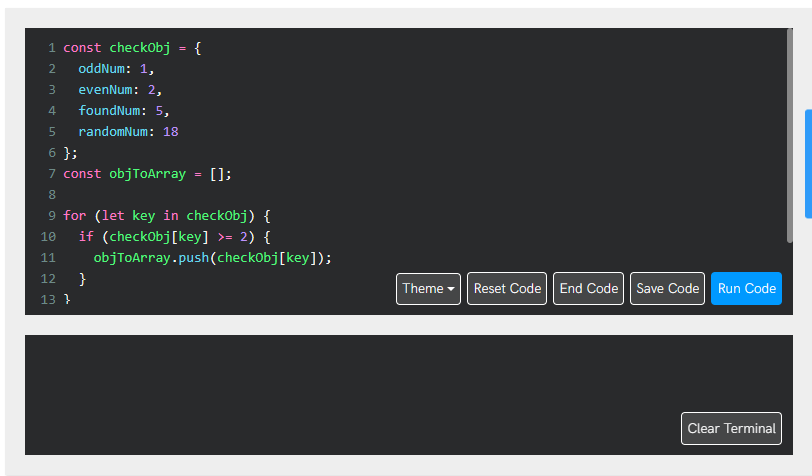 1 const checkObj = {
2   oddNum: 1,
3   evenNum: 2,
4   foundNum: 5,
5   randomNum: 18
6 };
7 const objToArray = [];
8
9 for (let key in checkObj) {
10   if (checkObj[key] >= 2) {
11     objToArray.push(checkObj[key]);
12   }
13 }
Theme Reset Code End Code Save Code Run Code
Clear Terminal